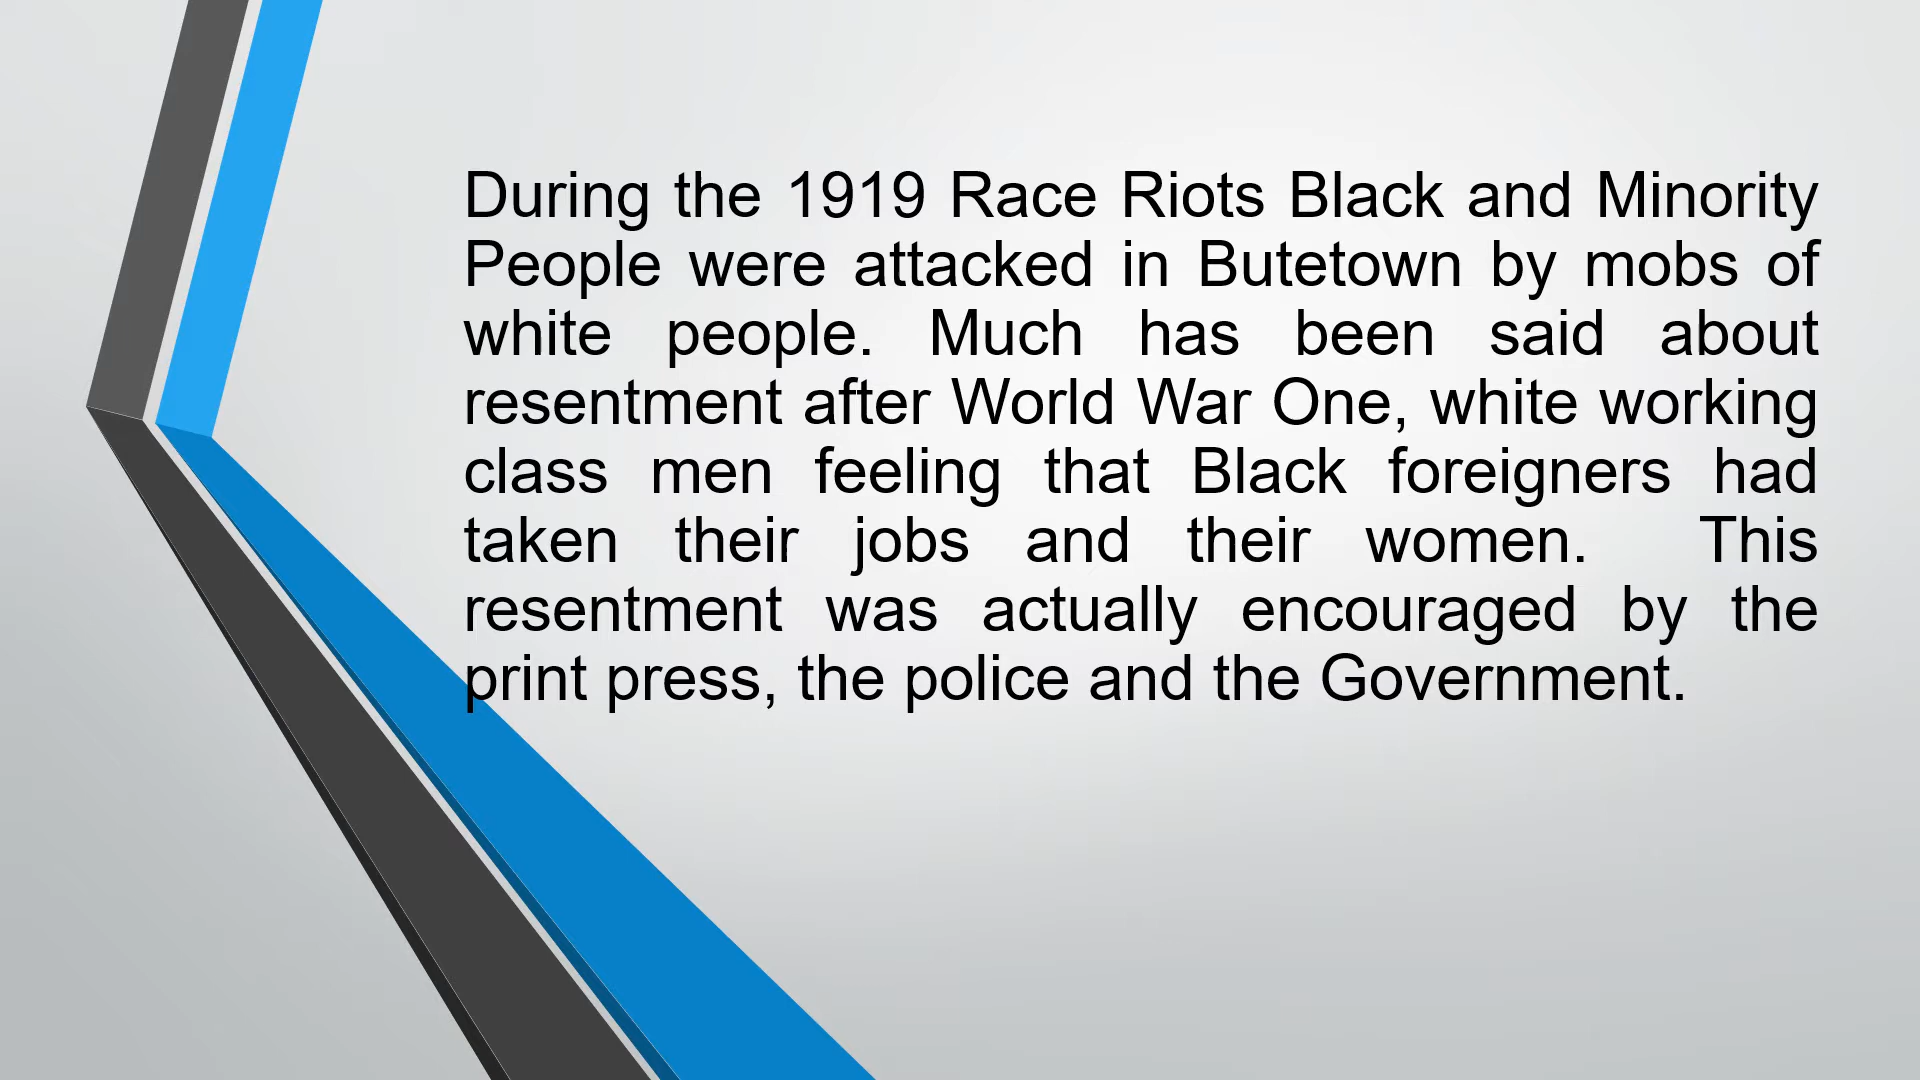 During the 1919 Race Riots Black and Minority
People were attacked in Butetown by mobs of
white people. Much has been said about
resentment after World War One, white working
class men feeling that Black foreigners had
taken their jobs and their women. This
resentment was actually encouraged by the
print press, the police and the Government.